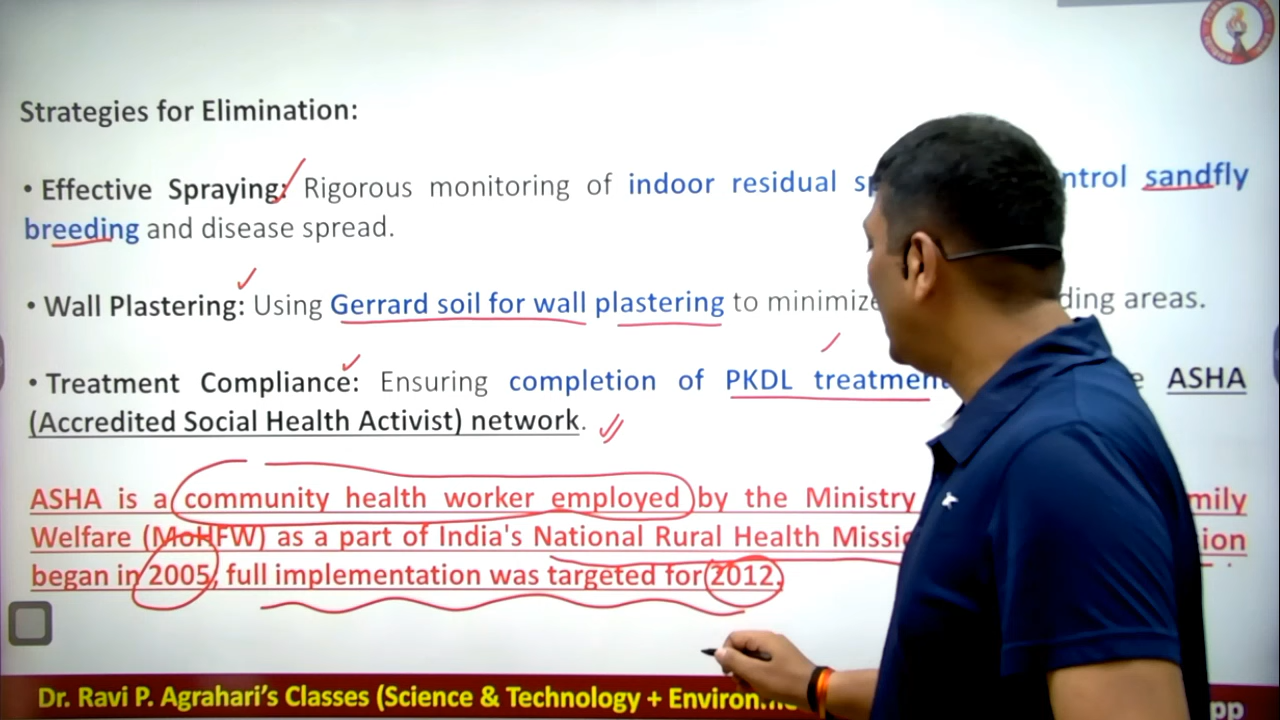 Strategies for Elimination:
• Effective Spraying: Rigorous monitoring of indoor residual ntrol sandfly
breeding and disease spread.
• Wall Plastering: Using Gerrard soil for wall plastering to minimize ding areas.
• Treatment Compliance: Ensuring completion of PKDL treatment ASHA
(Accredited Social Health Activist) network.
ASHA is a community health worker employed by the Ministry mily
Welfare (MoHFW) as a part of India's National Rural Health Missio ion
began in 2005, full implementation was targeted for 2012.
Dr. Ravi P. Agrahari's Classes (Science & Technology + Environ pp